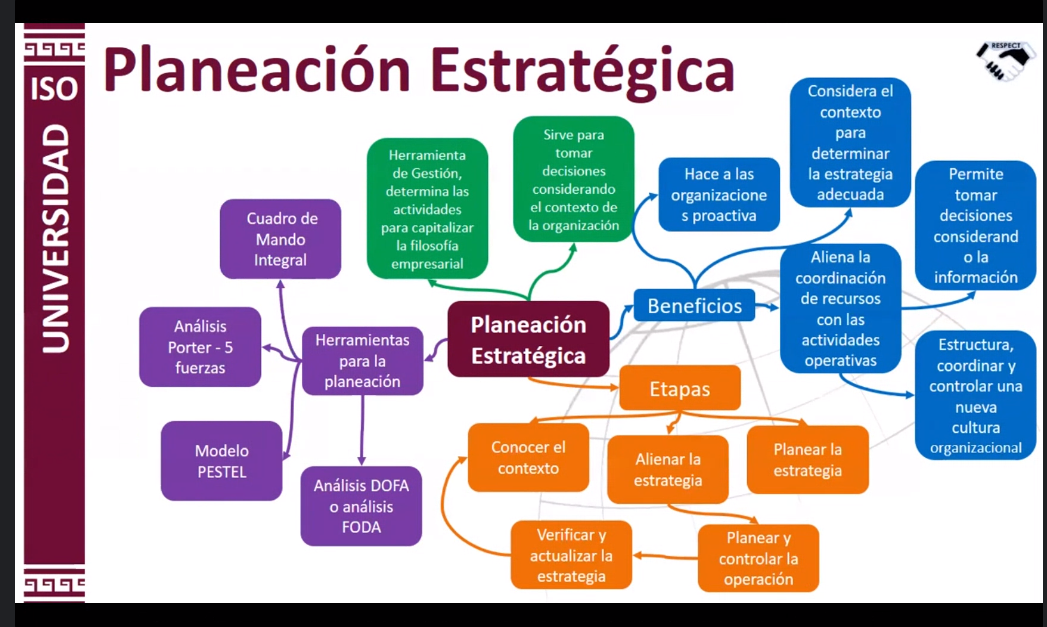 Planeación Estratégica
RESPECT
ISO
UNIVERSIDAD
Herramienta
de Gestión,
determina las
actividades
para capitalizar
la filosofía
empresarial
Sirve para
tomar
decisiones
considerando
el contexto de
la organización
Hace a las
organizacione
s proactiva
Considera el
contexto
para
determinar
la estrategia
adecuada
Permite
tomar
decisiones
considerand
o la
información
Cuadro de
Mando
Integral
Análisis
Porter - 5
fuerzas
Herramientas
para la
planeación
Modelo
PESTEL
Análisis DOFA
o análisis
FODA
Planeación
Estratégica
Beneficios
Aliena la
coordinación
de recursos
con las
actividades
operativas
Estructura,
coordinar y
controlar una
nueva
cultura
organizacional
Etapas
Conocer el
contexto
Alienar la
estrategia
Planear la
estrategia
Verificar y
actualizar la
estrategia
Planear y
controlar la
operación